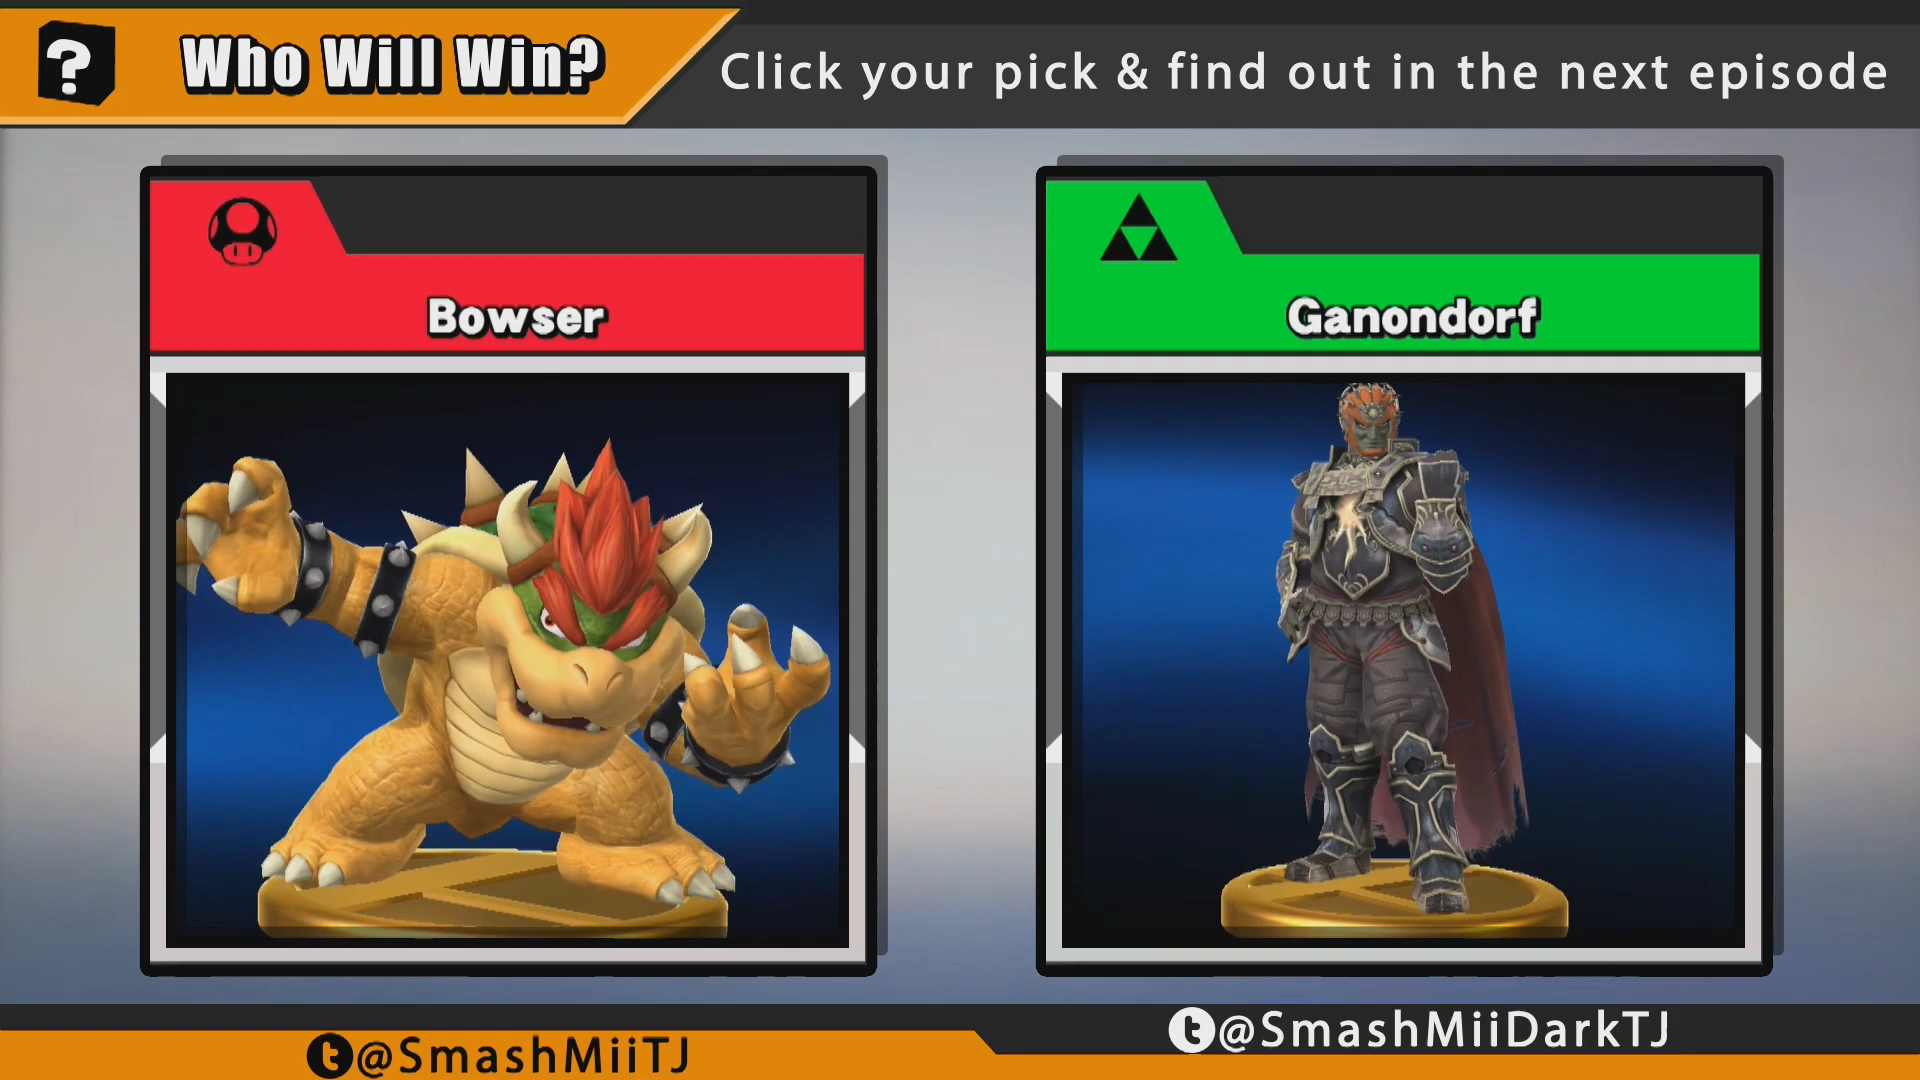 ? Who Will Win?
Click your pick & find out in the next episode
Bowser
Ganondorf
@SmashMiiTJ
@SmashMiiDarkTJ